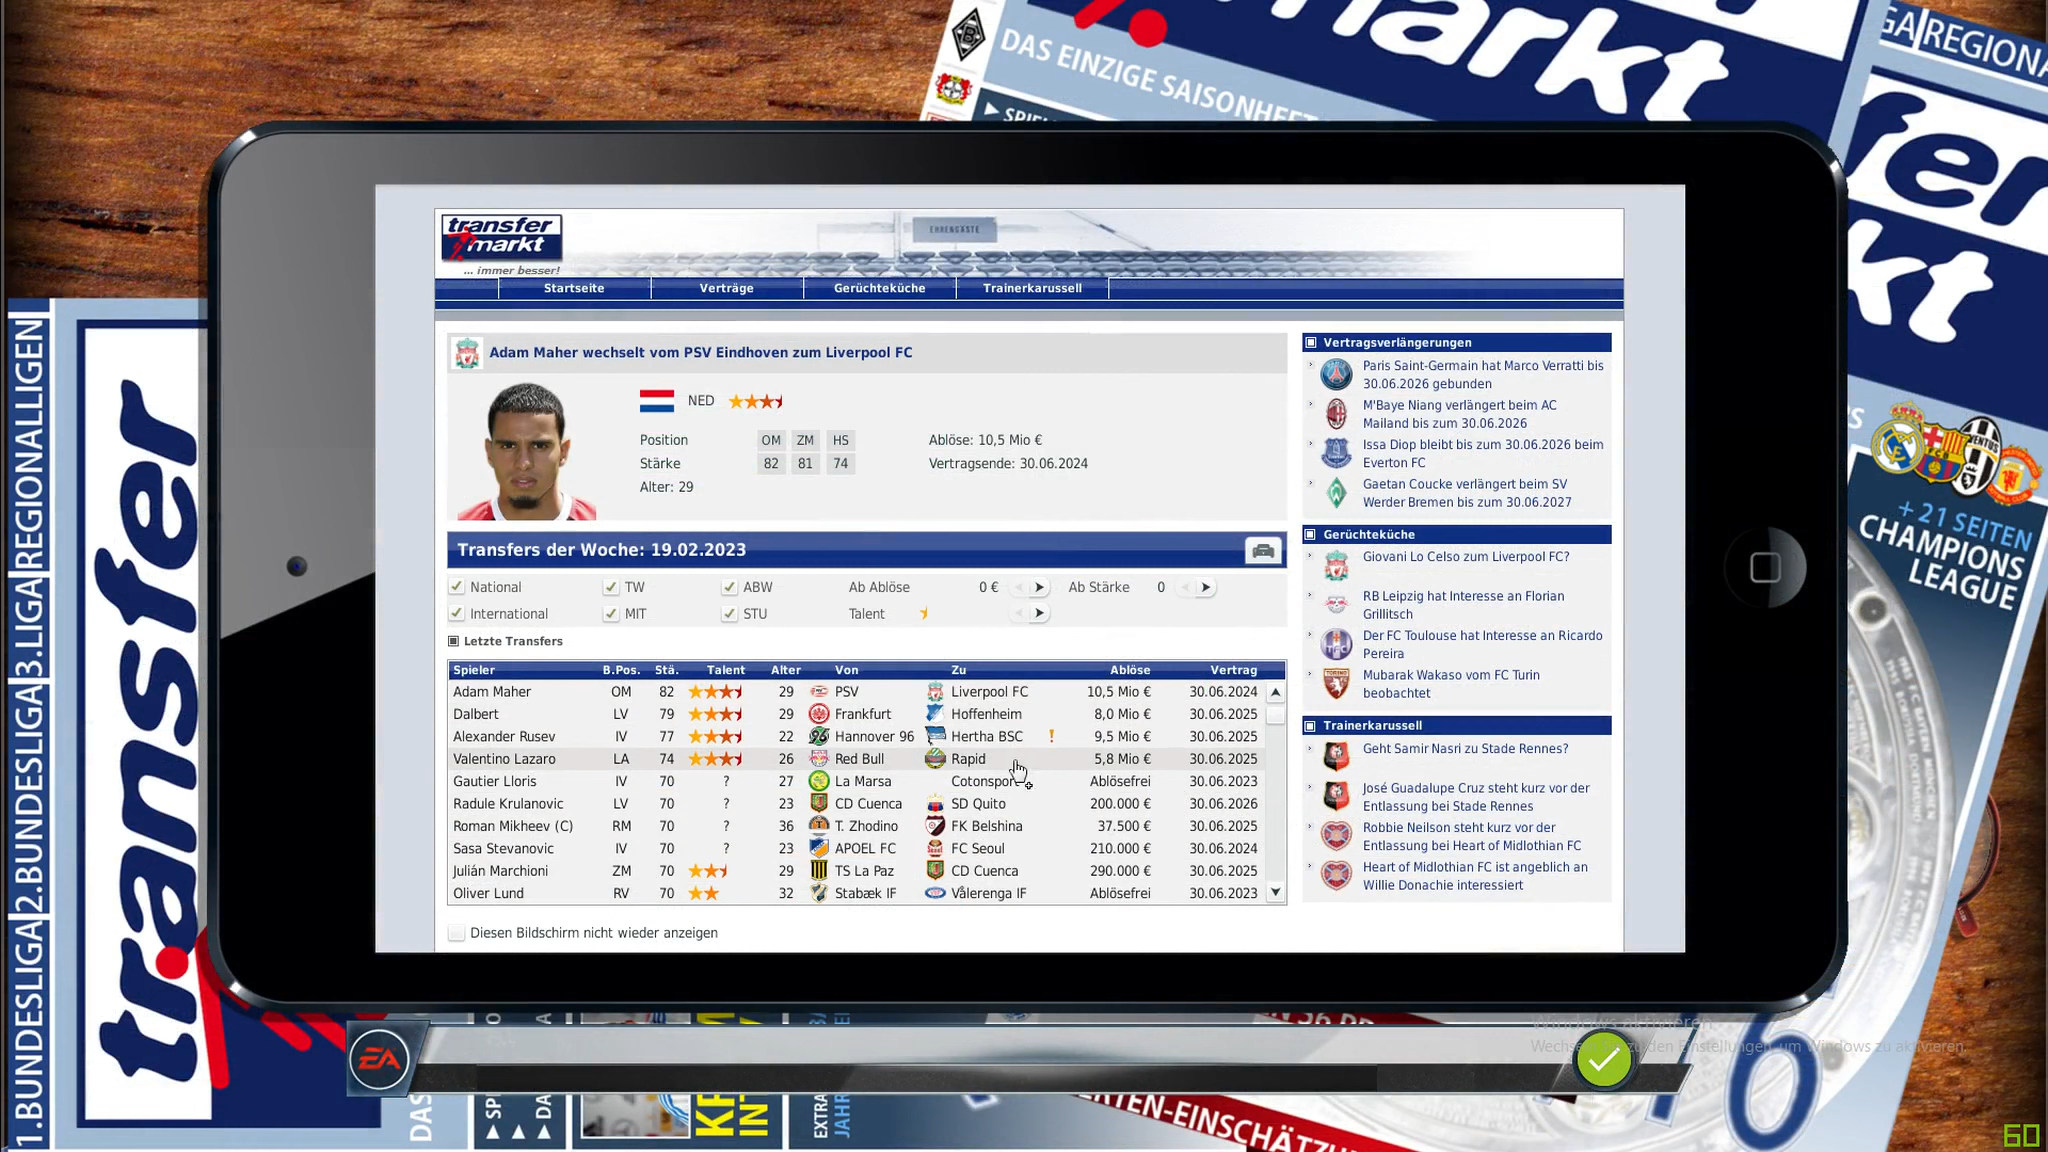 markt
DAS EINZIGE SAISONHEFT
GA|REGIONA
1.BUNDESLIGA|2.BUNDESLIGA|3.LIGA|REGIONALLIGEN
transfer
transfer
markt
... immer besser!
EHRENGÄSTE
Startseite
Verträge
Gerüchteküche
Trainerkarussell
Adam Maher wechselt vom PSV Eindhoven zum Liverpool FC
NED
Position OM ZM HS
Stärke 82 81 74
Alter: 29
Ablöse: 10,5 Mio €
Vertragsende: 30.06.2024
Transfers der Woche: 19.02.2023
National TW ABW Ab Ablöse 0 € Ab Stärke 0
International MIT STU Talent
Letzte Transfers
Spieler B.Pos. Stä. Talent Alter Von Zu Ablöse Vertrag
Adam Maher OM 82 29 PSV Liverpool FC 10,5 Mio € 30.06.2024
Dalbert LV 79 29 Frankfurt Hoffenheim 8,0 Mio € 30.06.2025
Alexander Rusev IV 77 22 Hannover 96 Hertha BSC ! 9,5 Mio € 30.06.2025
Valentino Lazaro LA 74 26 Red Bull Rapid 5,8 Mio € 30.06.2025
Gautier Lloris IV 70 ? 27 La Marsa Cotonsport Ablösefrei 30.06.2023
Radule Krulanovic LV 70 ? 23 CD Cuenca SD Quito 200.000 € 30.06.2026
Roman Mikheev (C) RM 70 ? 36 T. Zhodino FK Belshina 37.500 € 30.06.2025
Sasa Stevanovic IV 70 ? 23 APOEL FC FC Seoul 210.000 € 30.06.2024
Julián Marchioni ZM 70 29 TS La Paz CD Cuenca 290.000 € 30.06.2025
Oliver Lund RV 70 32 Stabæk IF Vålerenga IF Ablösefrei 30.06.2023
Diesen Bildschirm nicht wieder anzeigen
Vertragsverlängerungen
Paris Saint-Germain hat Marco Verratti bis
30.06.2026 gebunden
M'Baye Niang verlängert beim AC
Mailand bis zum 30.06.2026
Issa Diop bleibt bis zum 30.06.2026 beim
Everton FC
Gaetan Coucke verlängert beim SV
Werder Bremen bis zum 30.06.2027
Gerüchteküche
Giovani Lo Celso zum Liverpool FC?
RB Leipzig hat Interesse an Florian
Grillitsch
Der FC Toulouse hat Interesse an Ricardo
Pereira
Mubarak Wakaso vom FC Turin
beobachtet
Trainerkarussell
Geht Samir Nasri zu Stade Rennes?
José Guadalupe Cruz steht kurz vor der
Entlassung bei Stade Rennes
Robbie Neilson steht kurz vor der
Entlassung bei Heart of Midlothian FC
Heart of Midlothian FC ist angeblich an
Willie Donachie interessiert
+ 21 SEITEN
CHAMPIONS
LEAGUE
EA
Windows aktivieren
Wechseln Sie zu den Einstellungen, um Windows zu aktivieren.
60